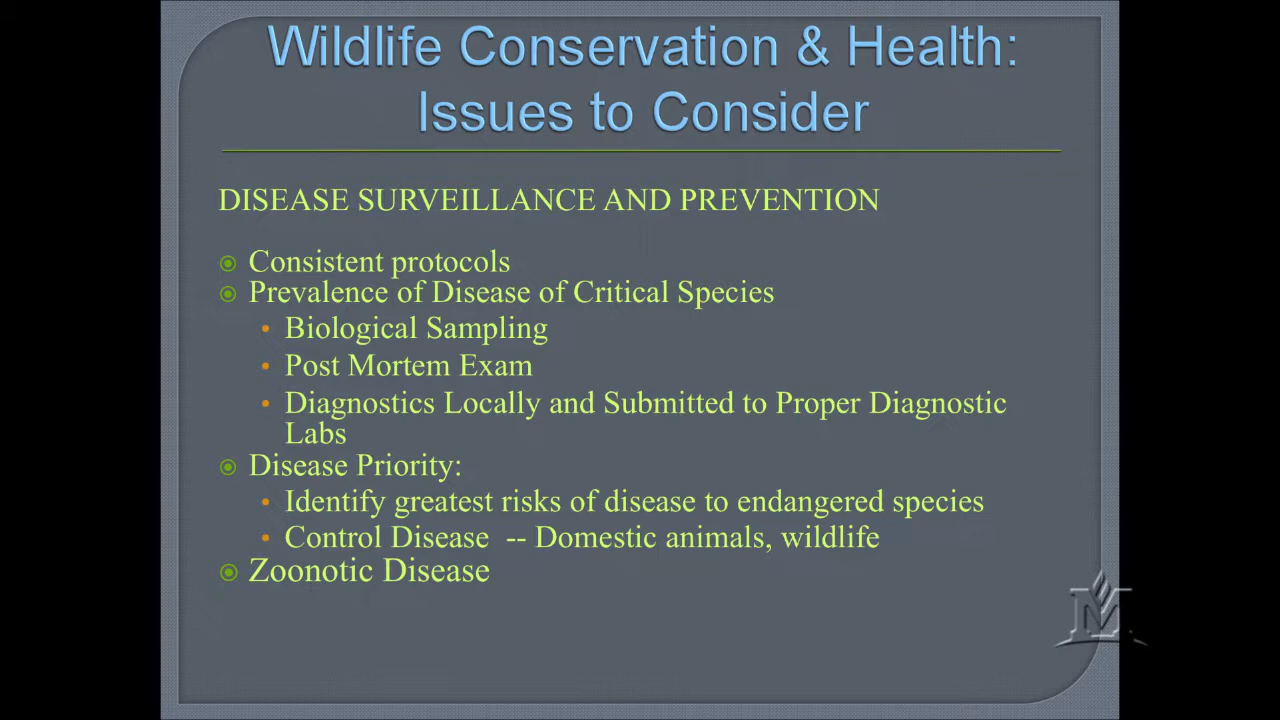 Wildlife Conservation & Health:
Issues to Consider
DISEASE SURVEILLANCE AND PREVENTION
Consistent protocols
Prevalence of Disease of Critical Species
Biological Sampling
Post Mortem Exam
Diagnostics Locally and Submitted to Proper Diagnostic
Labs
Disease Priority:
Identify greatest risks of disease to endangered species
Control Disease -- Domestic animals, wildlife
Zoonotic Disease
M